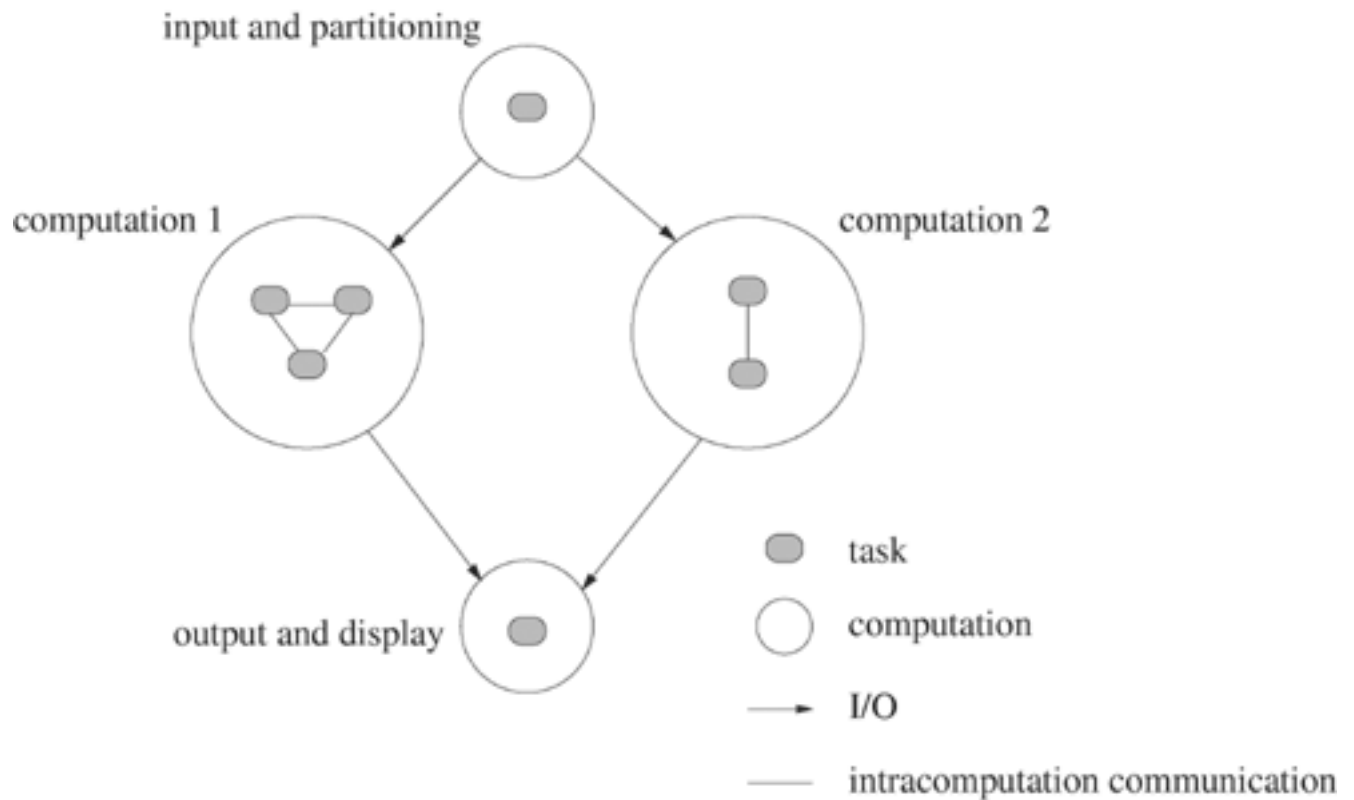 input and partitioning
computation 1
computation 2
output and display
task
computation
I/O
intracomputation communication